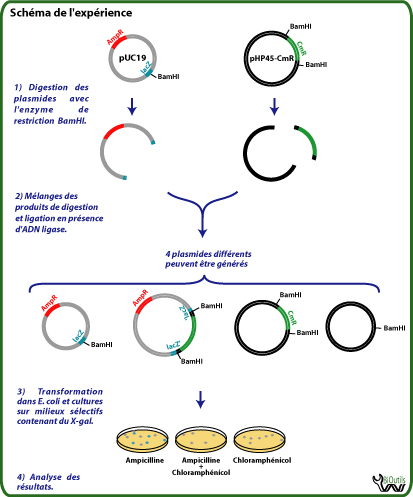 Schéma de l'expérience
AmpR
pUC19
lacZ
BamHI
BamHI
CmR
pHP45-CmR
BamHI
1) Digestion des
plasmides avec
l'enzyme de
restriction BamHI.
2) Mélanges des
produits de digestion
et ligation en présence
d'ADN ligase.
4 plasmides différents
peuvent être générés
AmpR
lacZ
BamHI
AmpR
lacZ'
BamHI
CmR
lacZ'
BamHI
BamHI
CmR
BamHI
BamHI
3) Transformation
dans E. coli et cultures
sur milieux sélectifs
contenant du X-gal.
Ampicilline
Ampicilline
+
Chloramphénicol
Chloramphénicol
4) Analyse des
résultats.
BiOutils